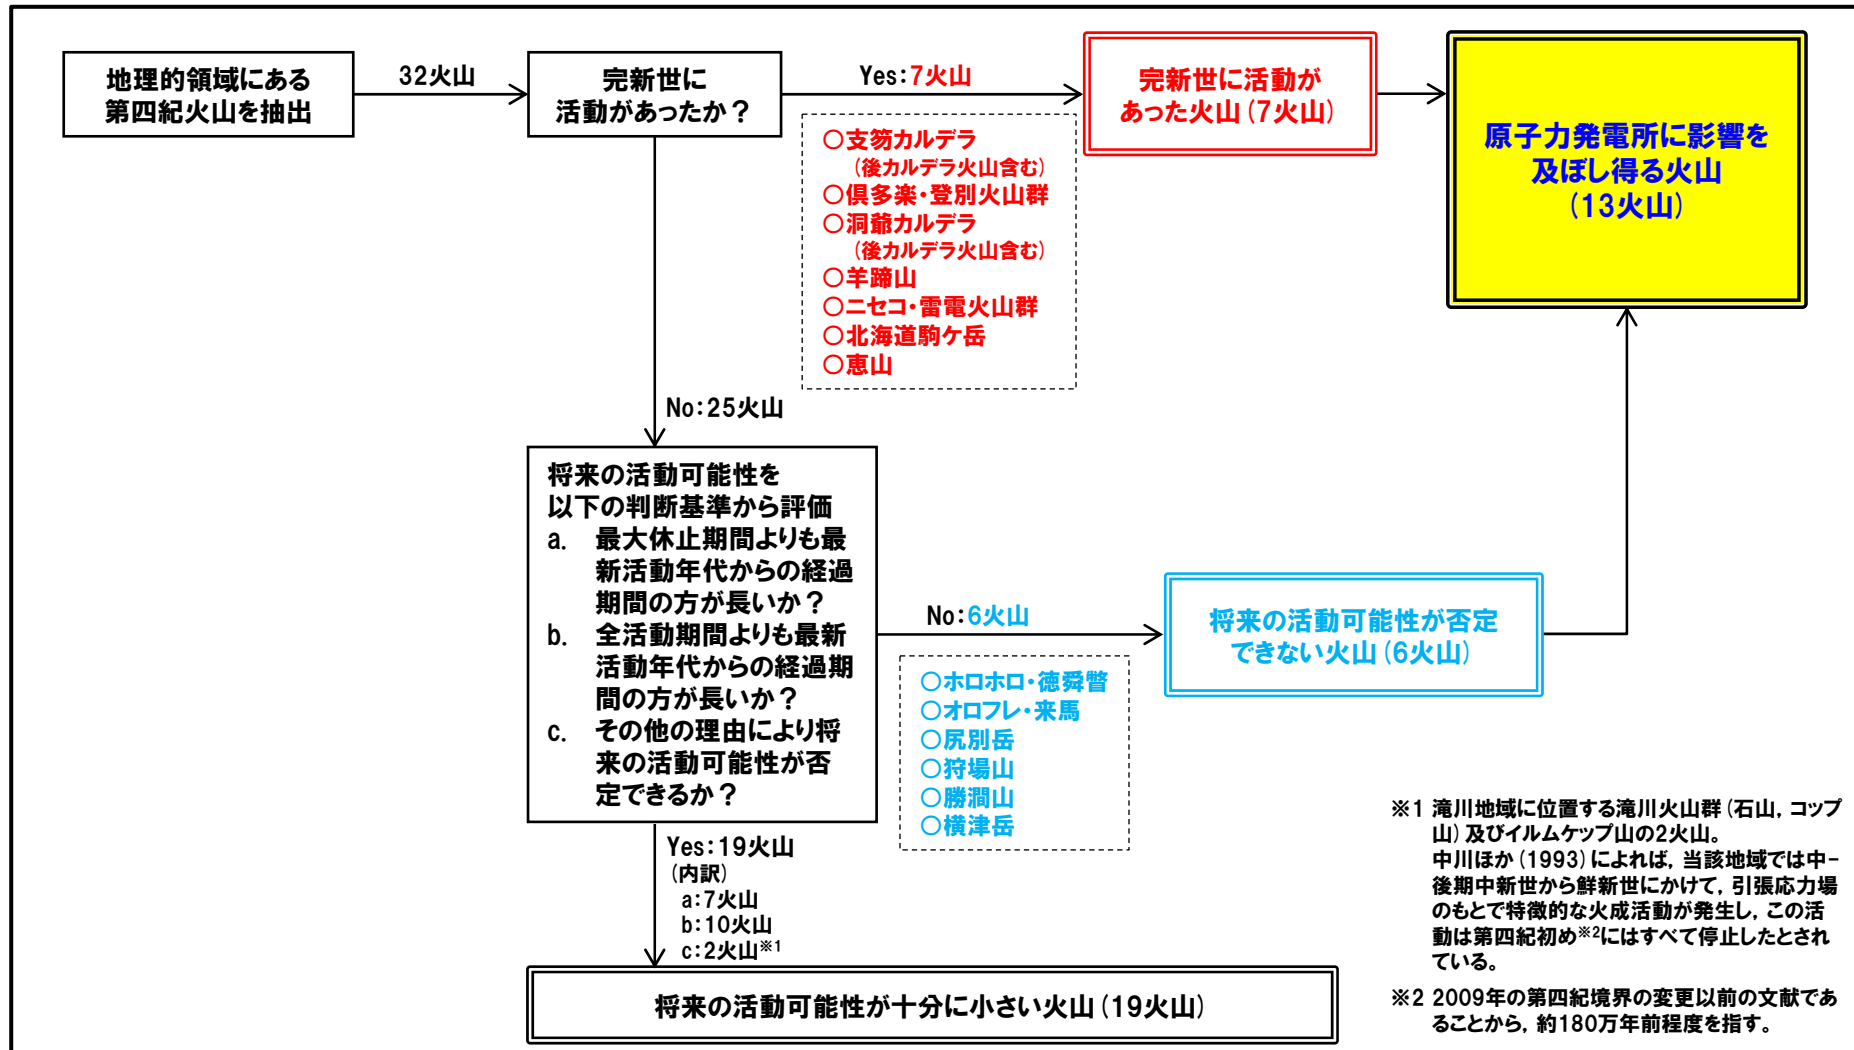 地理的領域にある
第四紀火山を抽出
32火山
完新世に
活動があったか？
Yes：7火山
完新世に活動が
あった火山（7火山）
原子力発電所に影響を
及ぼし得る火山
（13火山）
○支笏カルデラ
（後カルデラ火山含む）
○倶多楽・登別火山群
○洞爺カルデラ
（後カルデラ火山含む）
○羊蹄山
○ニセコ・雷電火山群
○北海道駒ケ岳
○恵山
No：25火山
将来の活動可能性を
以下の判断基準から評価
a. 最大休止期間よりも最
新活動年代からの経過
期間の方が長いか？
b. 全活動期間よりも最新
活動年代からの経過期
間の方が長いか？
c. その他の理由により将
来の活動可能性が否
定できるか？
No：6火山
将来の活動可能性が否定
できない火山（6火山）
○ホロホロ・徳舜瞥
○オロフレ・来馬
○尻別岳
○狩場山
○勝澗山
○横津岳
Yes：19火山
（内訳）
a：7火山
b：10火山
c：2火山※1
将来の活動可能性が十分に小さい火山（19火山）
※1 滝川地域に位置する滝川火山群（石山，コップ
山）及びイルムケップ山の2火山。
中川ほか（1993）によれば，当該地域では中−
後期中新世から鮮新世にかけて，引張応力場
のもとで特徴的な火成活動が発生し，この活
動は第四紀初め※2にはすべて停止したとされ
ている。
※2 2009年の第四紀境界の変更以前の文献であ
ることから，約180万年前程度を指す。